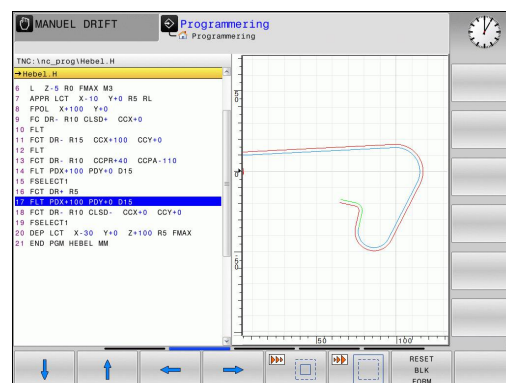 MANUEL DRIFT
Programmering
Programmering
TNC:\nc_prog\Hebel.H
→Hebel.H
6 L Z-5 R0 FMAX M3
7 APPR LCT X-10 Y+0 R5 RL
8 FPOL X+100 Y+0
9 FC DR- R10 CLSD+ CCX+0
10 FLT
11 FCT DR- R15 CCX+100 CCY+0
12 FLT
13 FCT DR- R10 CCPR+40 CCPA-110
14 FLT PDX+100 PDY+0 D15
15 FSELECT1
16 FCT DR+ R5
17 FLT PDX+100 PDY+0 D15
18 FCT DR- R10 CLSD- CCX+0 CCY+0
19 FSELECT1
20 DEP LCT X-30 Y+0 Z+100 R5 FMAX
21 END PGM HEBEL MM
50
0
-50
50
100
RESET
BLK
FORM